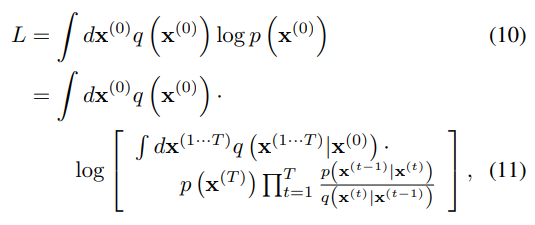 L = ∫ dx^(0) q (x^(0)) log p (x^(0)) (10)
= ∫ dx^(0) q (x^(0)) ·
log [ ∫ dx^(1···T) q (x^(1···T) | x^(0)) ·
p (x^(T)) ∏_{t=1}^{T} p(x^(t−1)|x^(t)) / q(x^(t)|x^(t−1)) ] , (11)